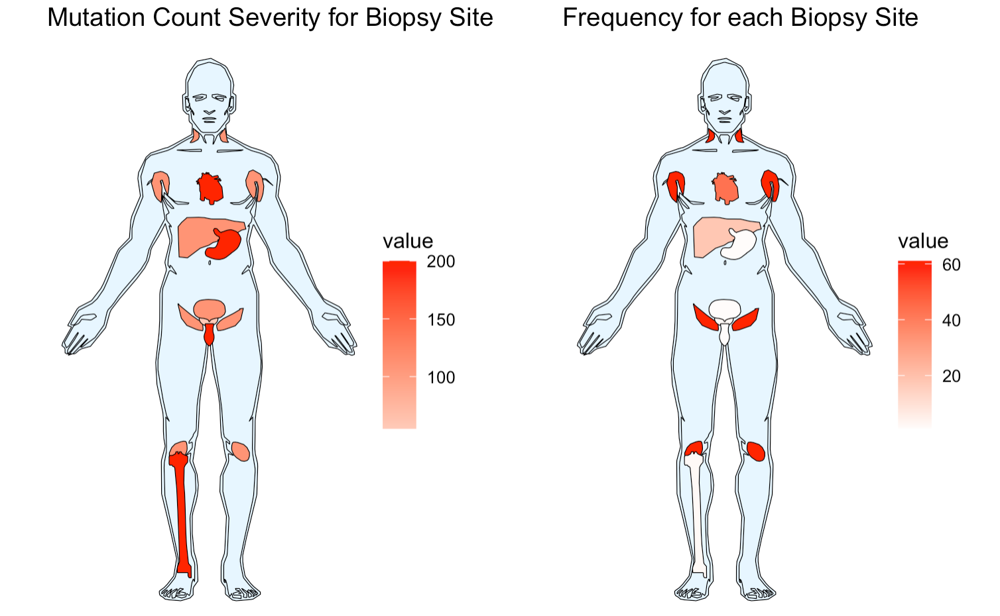 Mutation Count Severity for Biopsy Site
value
200
150
100
Frequency for each Biopsy Site
value
60
40
20